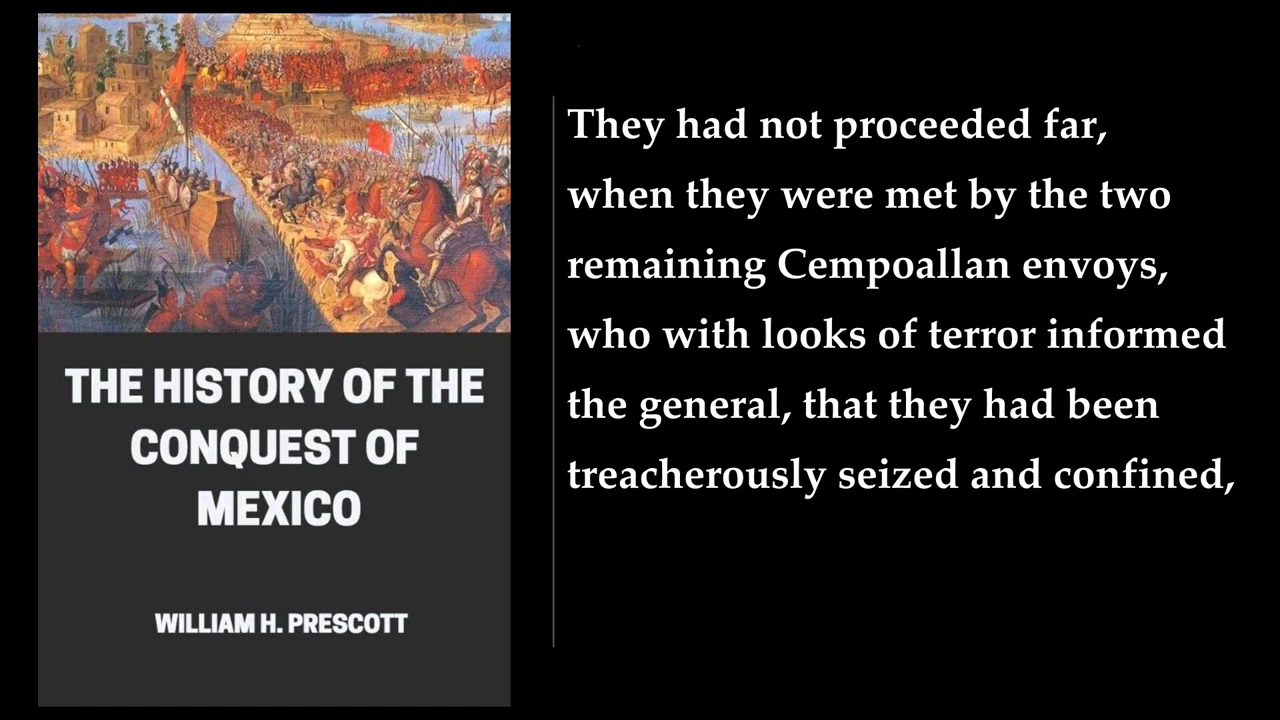 THE HISTORY OF THE
CONQUEST OF
MEXICO
WILLIAM H. PRESCOTT
They had not proceeded far,
when they were met by the two
remaining Cempoallan envoys,
who with looks of terror informed
the general, that they had been
treacherously seized and confined,